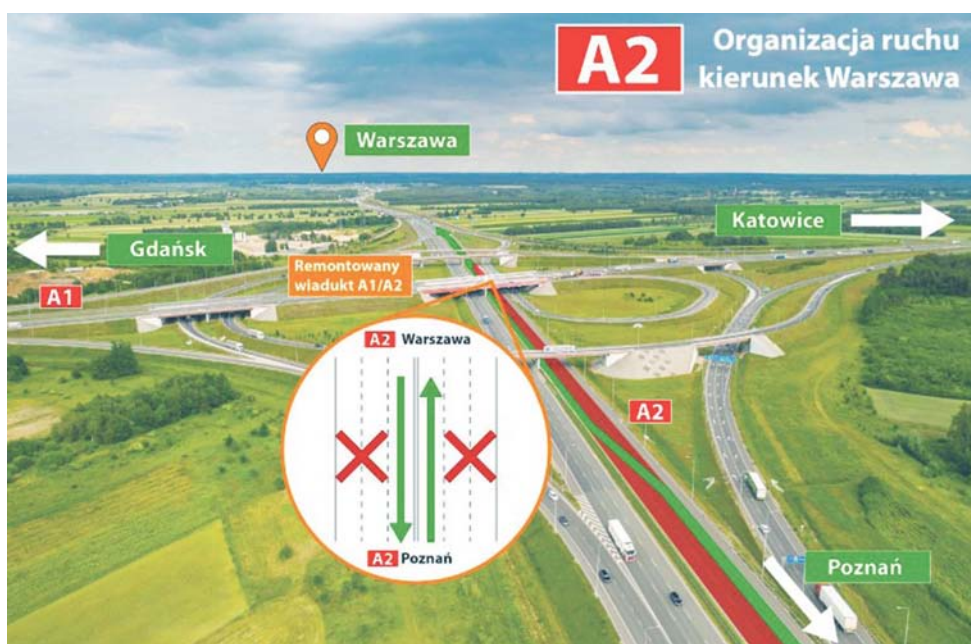 A2
Organizacja ruchu
kierunek Warszawa
Warszawa
Katowice
Gdańsk
Remontowany
wiadukt A1/A2
A1
A2 Warszawa
A2
A2 Poznań
Poznań